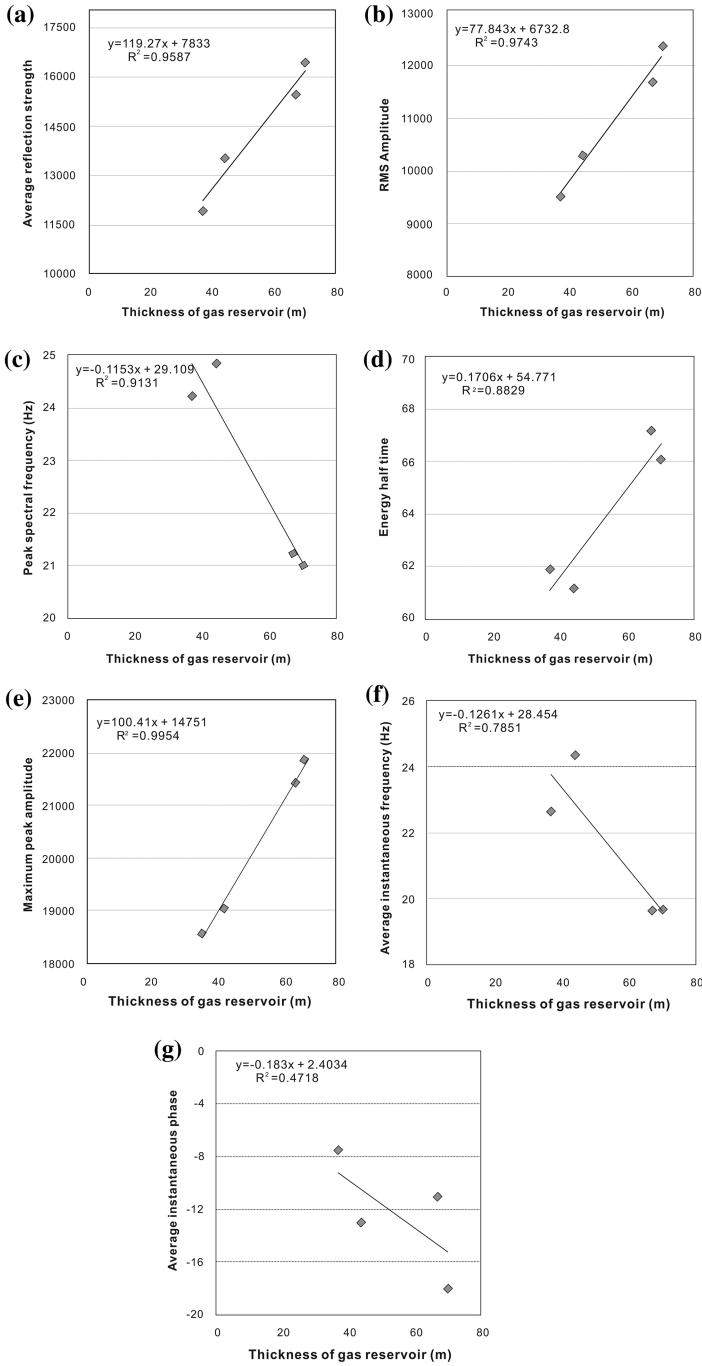 (a)
17500
16000
14500
13000
11500
10000
y=119.27x + 7833
R²=0.9587
Average reflection strength
0 20 40 60 80
Thickness of gas reservoir (m)
(b)
10000
12000
11000
10000
9000
8000
y=77.843x + 6732.8
R²=0.9743
RMS Amplitude
0 20 40 60 80
Thickness of gas reservoir (m)
(c)
25
24
23
22
21
20
y=-0.1153x + 29.109
R²=0.9131
Peak spectral frequency (Hz)
0 20 40 60 80
Thickness of gas reservoir (m)
(d)
70
68
66
64
62
60
y=0.1706x + 54.771
R²=0.8829
Energy half time
0 20 40 60 80
Thickness of gas reservoir (m)
(e)
23000
22000
21000
20000
19000
18000
y=100.41x + 14751
R²=0.9954
Maximum peak amplitude
0 20 40 60 80
Thickness of gas reservoir (m)
(f)
26
24
22
20
18
y=-0.1261x + 28.454
R²=0.7851
Average instantaneous frequency (Hz)
0 20 40 60 80
Thickness of gas reservoir (m)
(g)
0
-4
-8
-12
-16
-20
y=-0.183x + 2.4034
R²=0.4718
Average instantaneous phase
0 20 40 60 80
Thickness of gas reservoir (m)